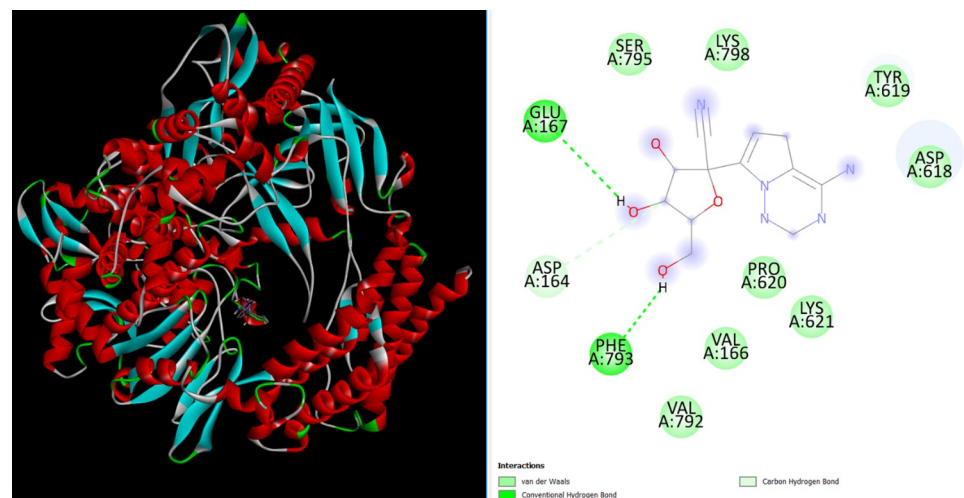 SER
A:795
LYS
A:798
TYR
A:619
GLU
A:167
ASP
A:618
N
O
N
O
N
H
O
N
N
ASP
A:164
O
H
PRO
A:620
LYS
A:621
PHE
A:793
VAL
A:166
VAL
A:792
Interactions
van der Waals
Conventional Hydrogen Bond
Carbon Hydrogen Bond